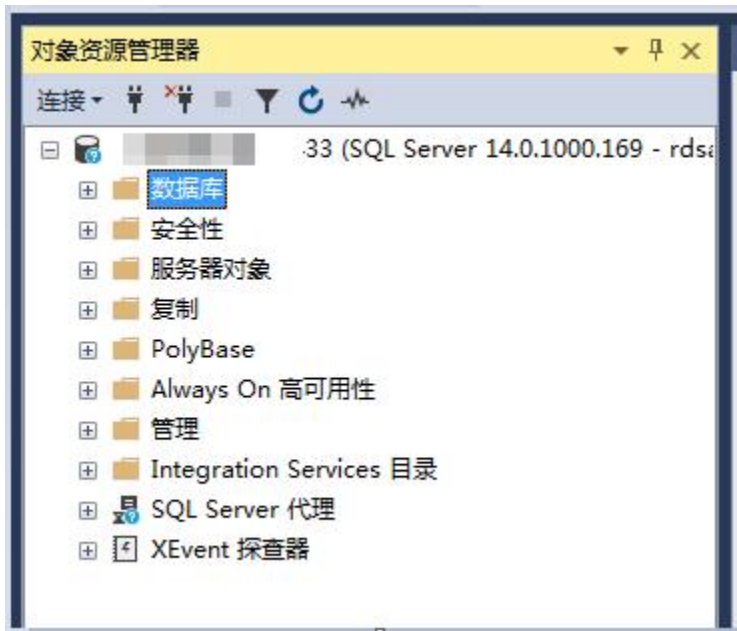 对象资源管理器
连接
33 (SQL Server 14.0.1000.169 - rdsa
数据库
安全性
服务器对象
复制
PolyBase
Always On 高可用性
管理
Integration Services 目录
SQL Server 代理
XEvent 探查器